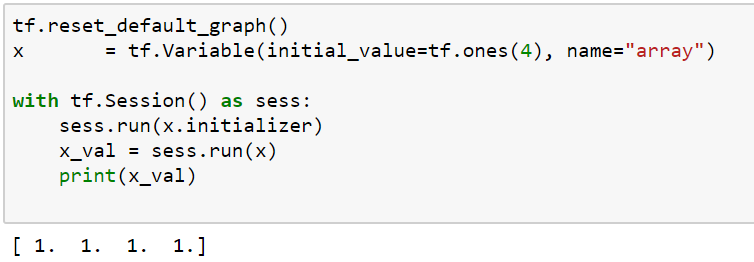 tf.reset_default_graph()
x       = tf.Variable(initial_value=tf.ones(4), name="array")
with tf.Session() as sess:
    sess.run(x.initializer)
    x_val = sess.run(x)
    print(x_val)
[ 1.  1.  1.  1.]